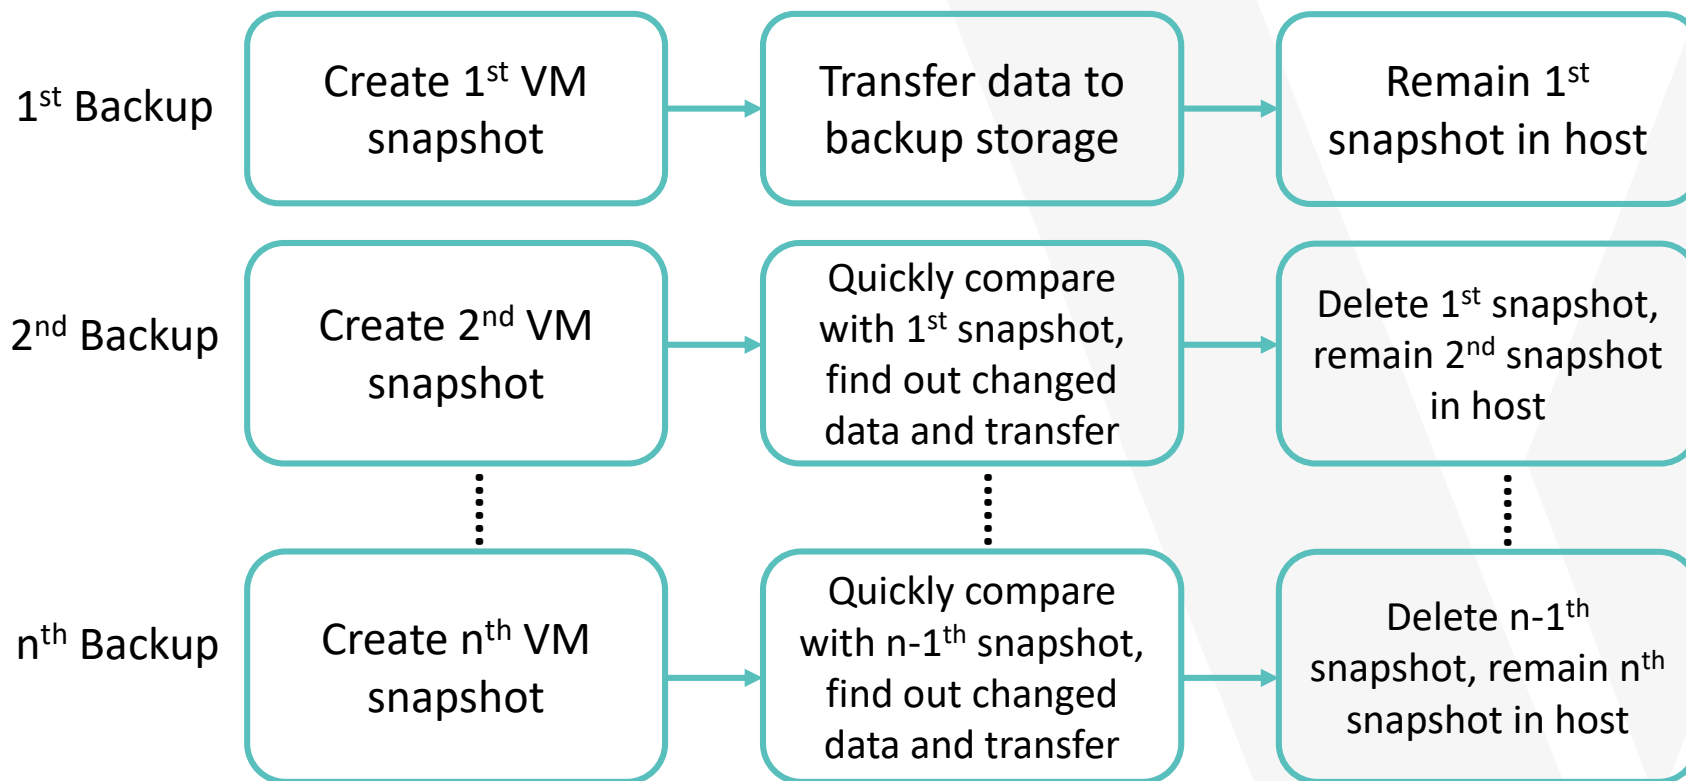 1st Backup
Create 1st VM
snapshot
Transfer data to
backup storage
Remain 1st
snapshot in host
2nd Backup
Create 2nd VM
snapshot
Quickly compare
with 1st snapshot,
find out changed
data and transfer
Delete 1st snapshot,
remain 2nd snapshot
in host
nth Backup
Create nth VM
snapshot
Quickly compare
with n-1th snapshot,
find out changed
data and transfer
Delete n-1th
snapshot, remain nth
snapshot in host